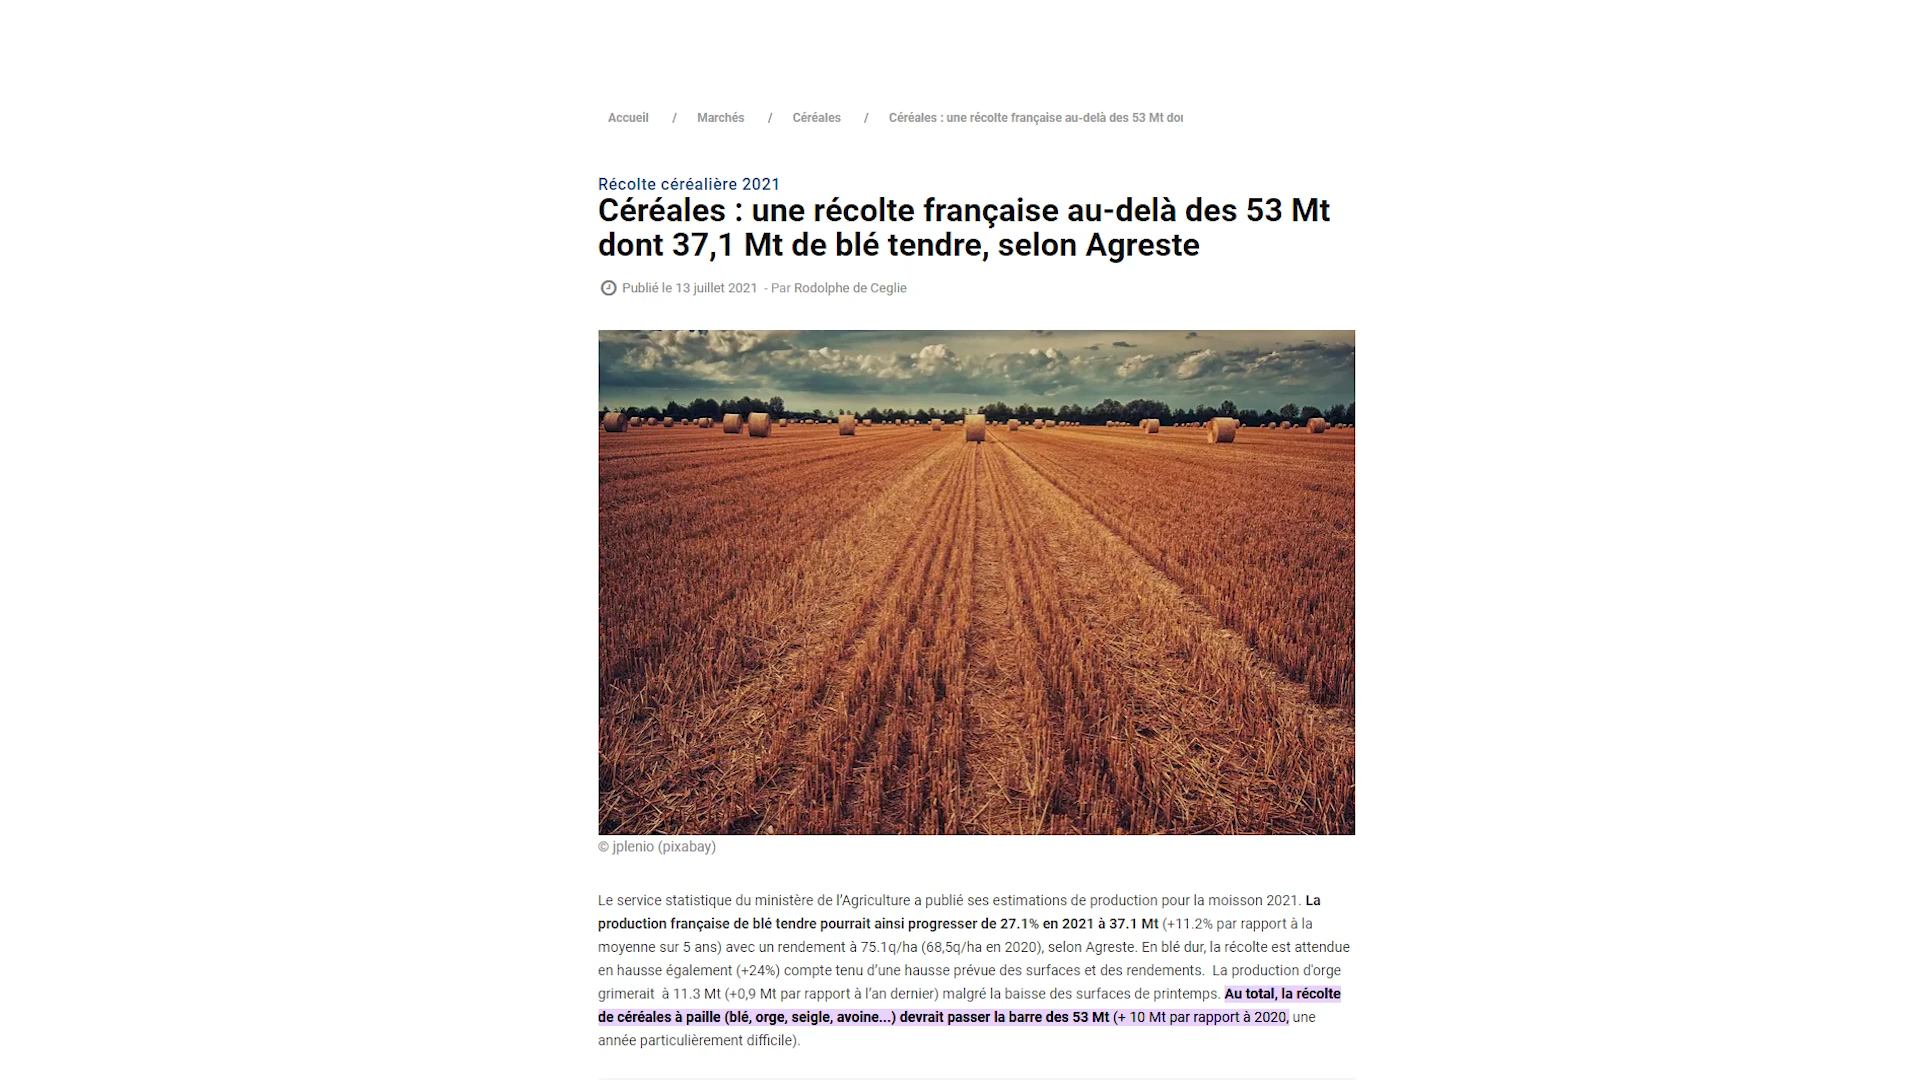 Accueil / Marchés / Céréales / Céréales : une récolte française au-delà des 53 Mt
Récolte céréalière 2021
Céréales : une récolte française au-delà des 53 Mt
dont 37,1 Mt de blé tendre, selon Agreste
Publié le 13 juillet 2021 - Par Rodolphe de Ceglie
© jplenio (pixabay)
Le service statistique du ministère de l’Agriculture a publié ses estimations de production pour la moisson 2021. La
production française de blé tendre pourrait ainsi progresser de 27.1% en 2021 à 37.1 Mt (+11.2% par rapport à la
moyenne sur 5 ans) avec un rendement à 75.1q/ha (68,5q/ha en 2020), selon Agreste. En blé dur, la récolte est attendue
en hausse également (+24%) compte tenu d’une hausse prévue des surfaces et des rendements. La production d'orge
grimerait à 11.3 Mt (+0,9 Mt par rapport à l’an dernier) malgré la baisse des surfaces de printemps. Au total, la récolte
de céréales à paille (blé, orge, seigle, avoine...) devrait passer la barre des 53 Mt (+ 10 Mt par rapport à 2020, une
année particulièrement difficile).